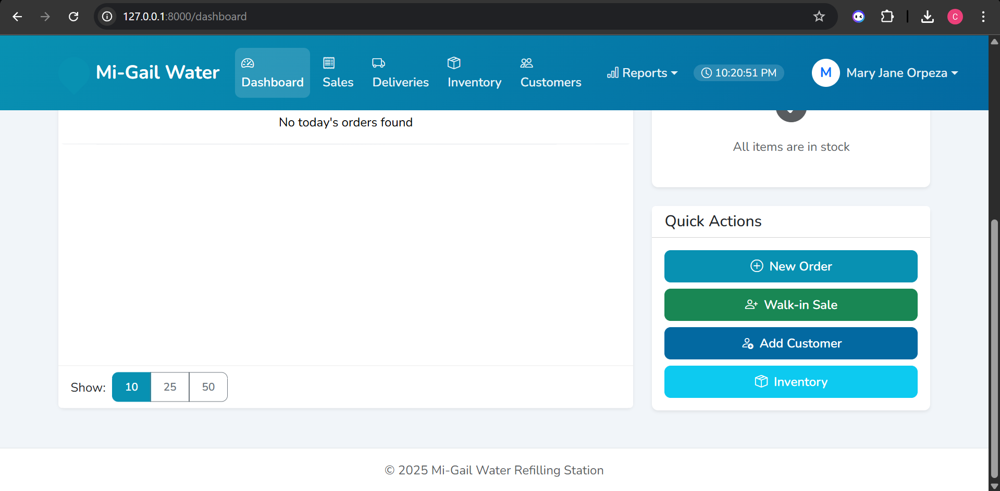 127.0.0.1:8000/dashboard
C
Mi-Gail Water
Dashboard
Sales
Deliveries
Inventory
Customers
Reports
10:20:51 PM
M
Mary Jane Orpeza
No today's orders found
All items are in stock
Quick Actions
New Order
Walk-in Sale
Add Customer
Inventory
Show: 10 25 50
© 2025 Mi-Gail Water Refilling Station